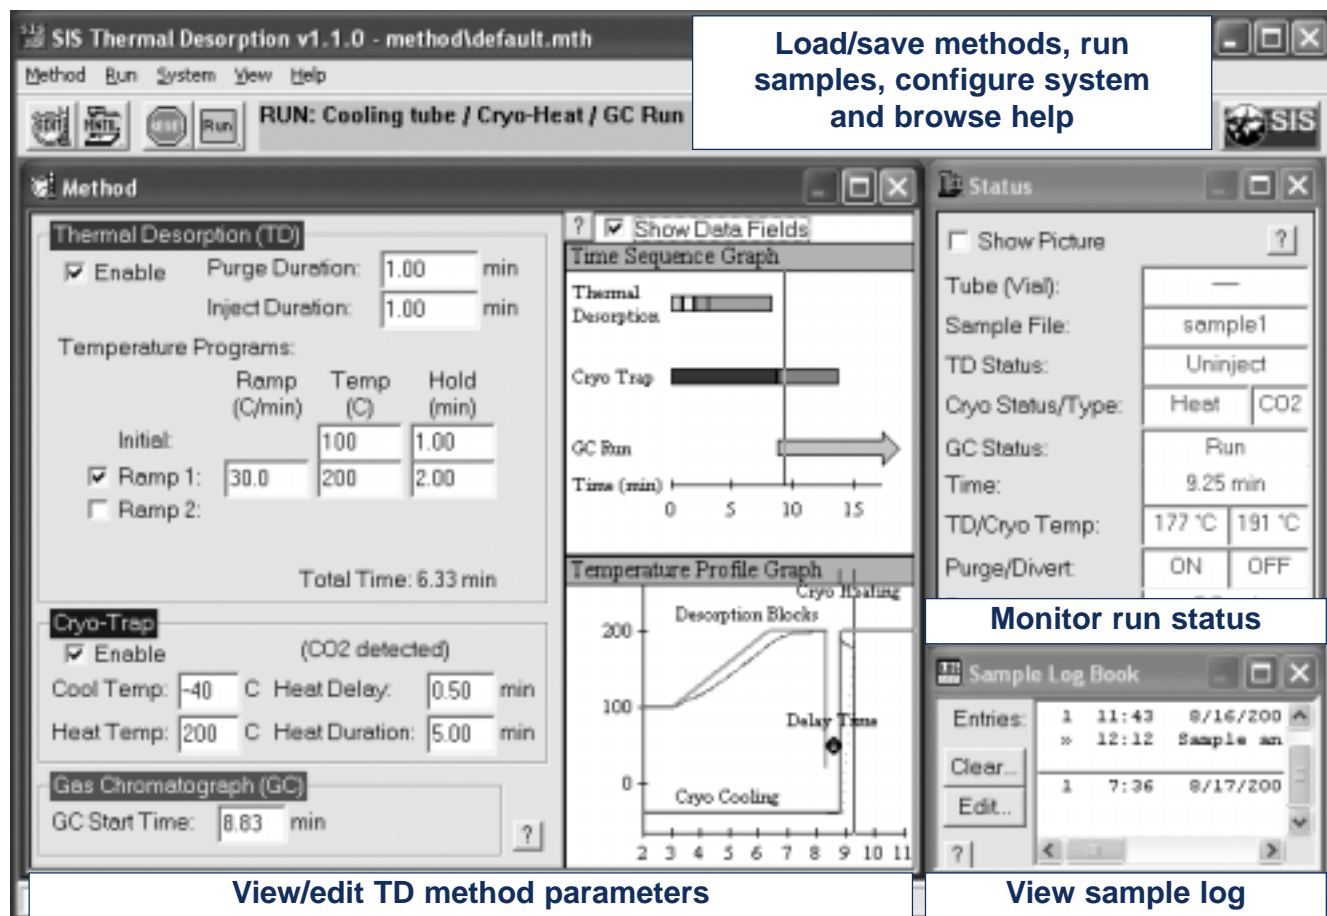 SIS Thermal Desorption v1.1.0 - method\default.mth
Load/save methods, run
samples, configure system
and browse help
Method Run System View Help
EDIT MNTR Run RUN: Cooling tube / Cryo-Heat / GC Run
SIS
Method
Thermal Desorption (TD)
Enable Purge Duration: 1.00 min
Inject Duration: 1.00 min
Temperature Programs:
Ramp Temp Hold
(C/min) (C) (min)
Initial: 100 1.00
Ramp 1: 30.0 200 2.00
Ramp 2:
Total Time: 6.33 min
Cryo-Trap
Enable (CO2 detected)
Cool Temp: -40 C Heat Delay: 0.50 min
Heat Temp: 200 C Heat Duration: 5.00 min
Gas Chromatograph (GC)
GC Start Time: 8.83 min ?
View/edit TD method parameters
? Show Data Fields
Time Sequence Graph
Thermal
Desorption
Cryo Trap
GC Run
Time (min)
0 5 10 15
Temperature Profile Graph
Cryo Heating
Desorption Blocks
200
100
Delay Time
0
Cryo Cooling
2 3 4 5 6 7 8 9 10 11
Status
Show Picture ?
Tube (Vial): —
Sample File: sample1
TD Status: Uninject
Cryo Status/Type: Heat CO2
GC Status: Run
Time: 9.25 min
TD/Cryo Temp: 177 °C 191 °C
Purge/Divert: ON OFF
Monitor run status
Sample Log Book
Entries: 1 11:43 8/16/200
» 12:12 Sample an
Clear...
1 7:36 8/17/200
Edit...
?
View sample log